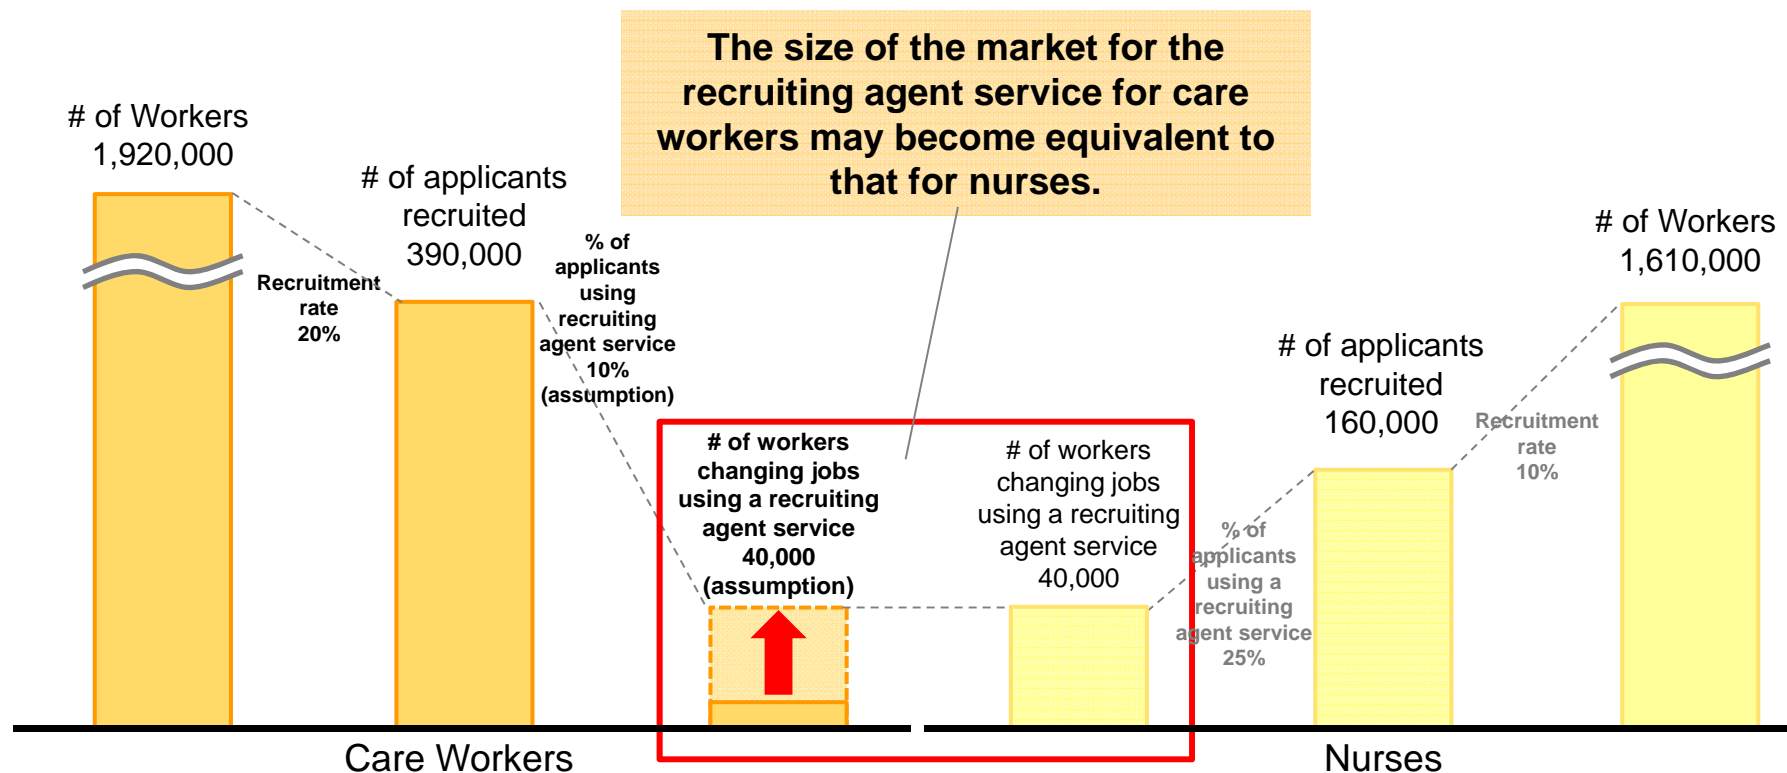 The size of the market for the
recruiting agent service for care
workers may become equivalent to
that for nurses.
# of Workers
1,920,000
Recruitment
rate
20%
# of applicants
recruited
390,000
% of
applicants
using
recruiting
agent service
10%
(assumption)
# of workers
changing jobs
using a recruiting
agent service
40,000
(assumption)
# of workers
changing jobs
using a recruiting
agent service
40,000
% of
applicants
using a
recruiting
agent service
25%
# of applicants
recruited
160,000
Recruitment
rate
10%
# of Workers
1,610,000
Care Workers
Nurses